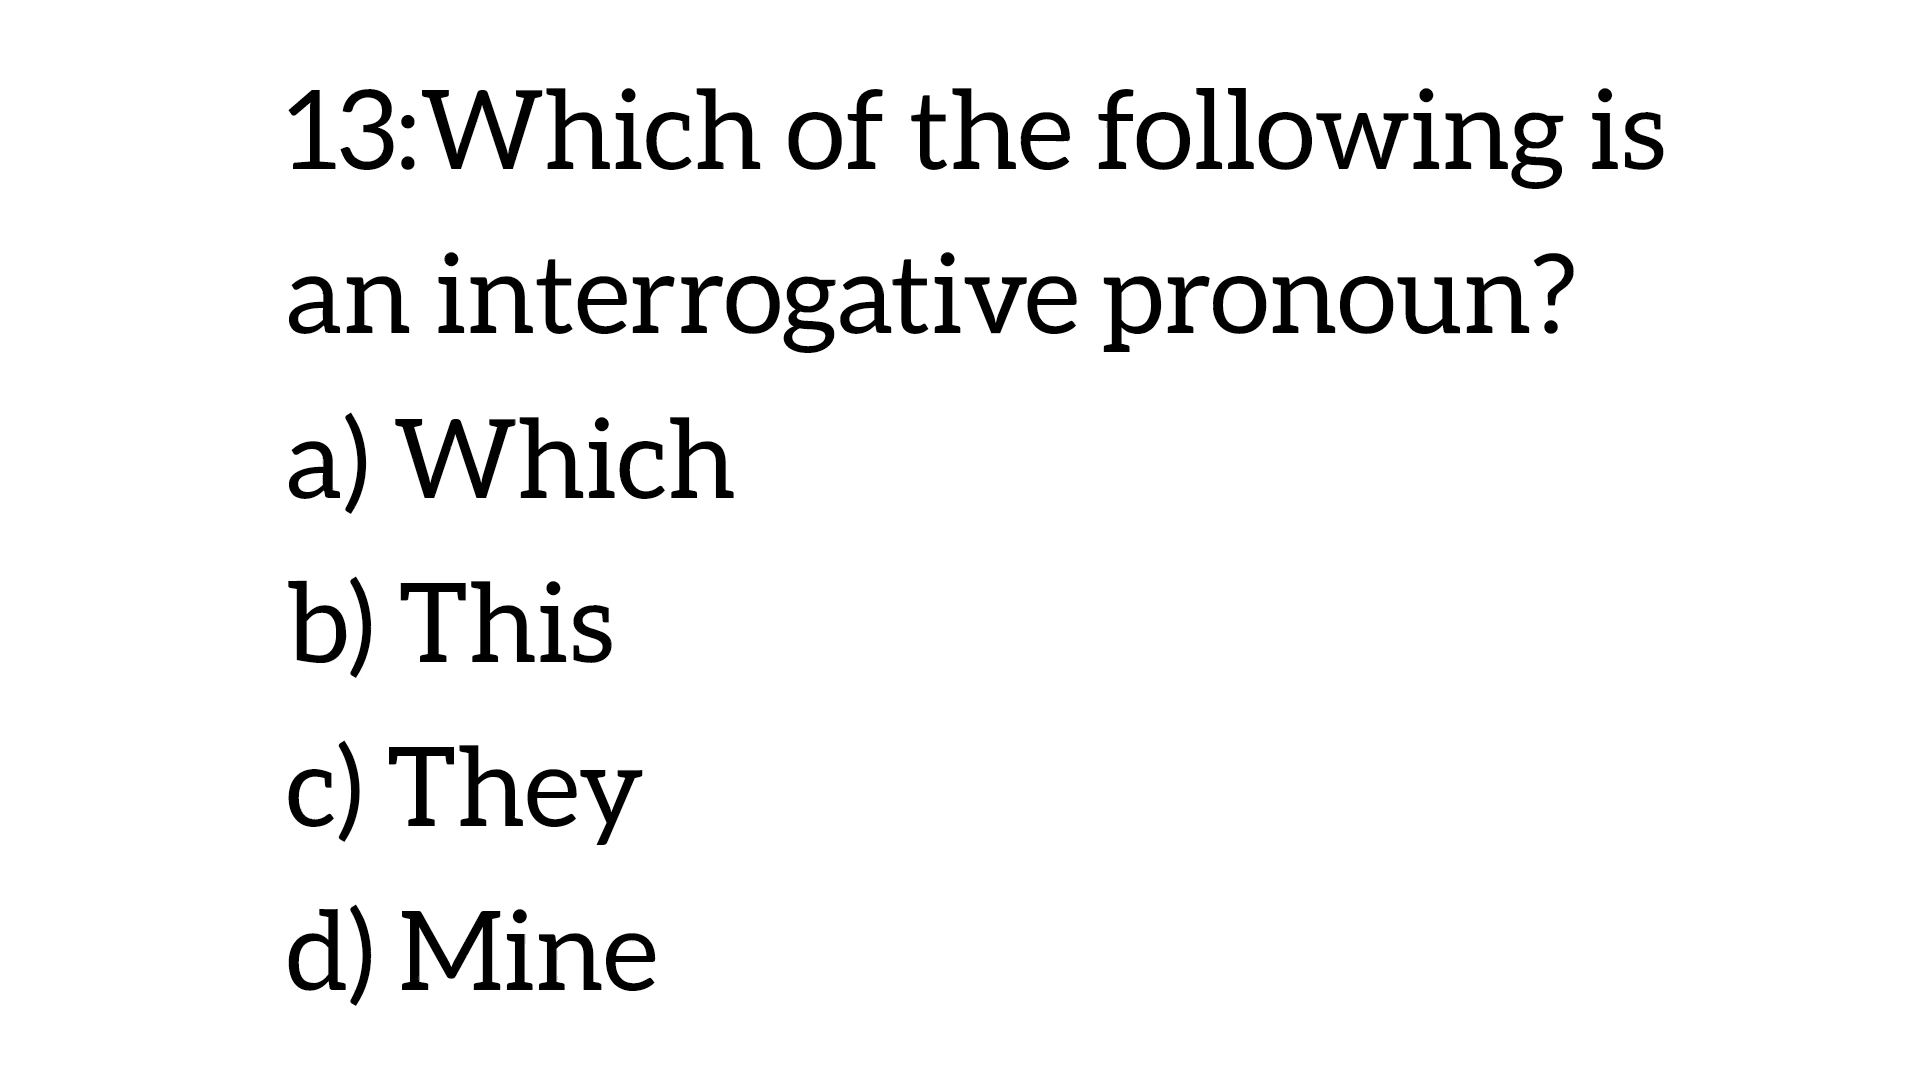 13:Which of the following is
an interrogative pronoun?
a) Which
b) This
c) They
d) Mine